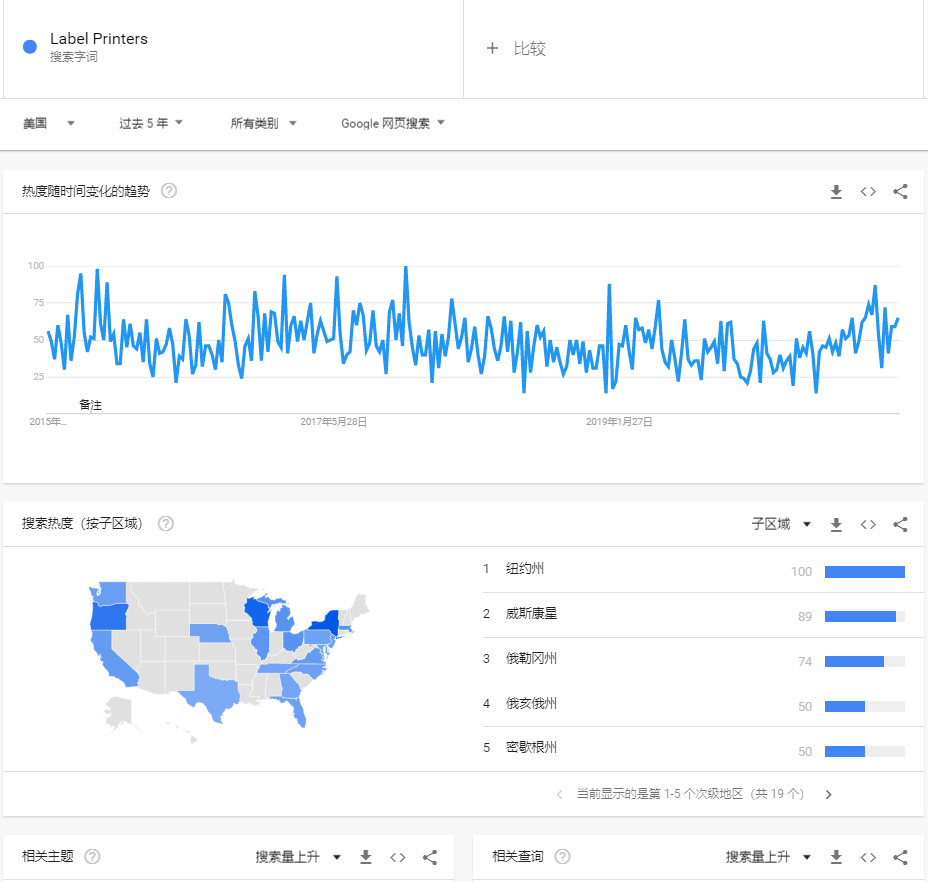 Label Printers
搜索字词
+ 比较
美国 过去 5 年 所有类别 Google 网页搜索
热度随时间变化的趋势 ?
100
75
50
25
备注
2015年... 2017年5月28日 2019年1月27日
搜索热度（按子区域） ? 子区域
1 纽约州 100
2 威斯康星 89
3 俄勒冈州 74
4 俄亥俄州 50
5 密歇根州 50
当前显示的是第 1-5 个次级地区（共 19 个）
相关主题 ? 搜索量上升
相关查询 ? 搜索量上升